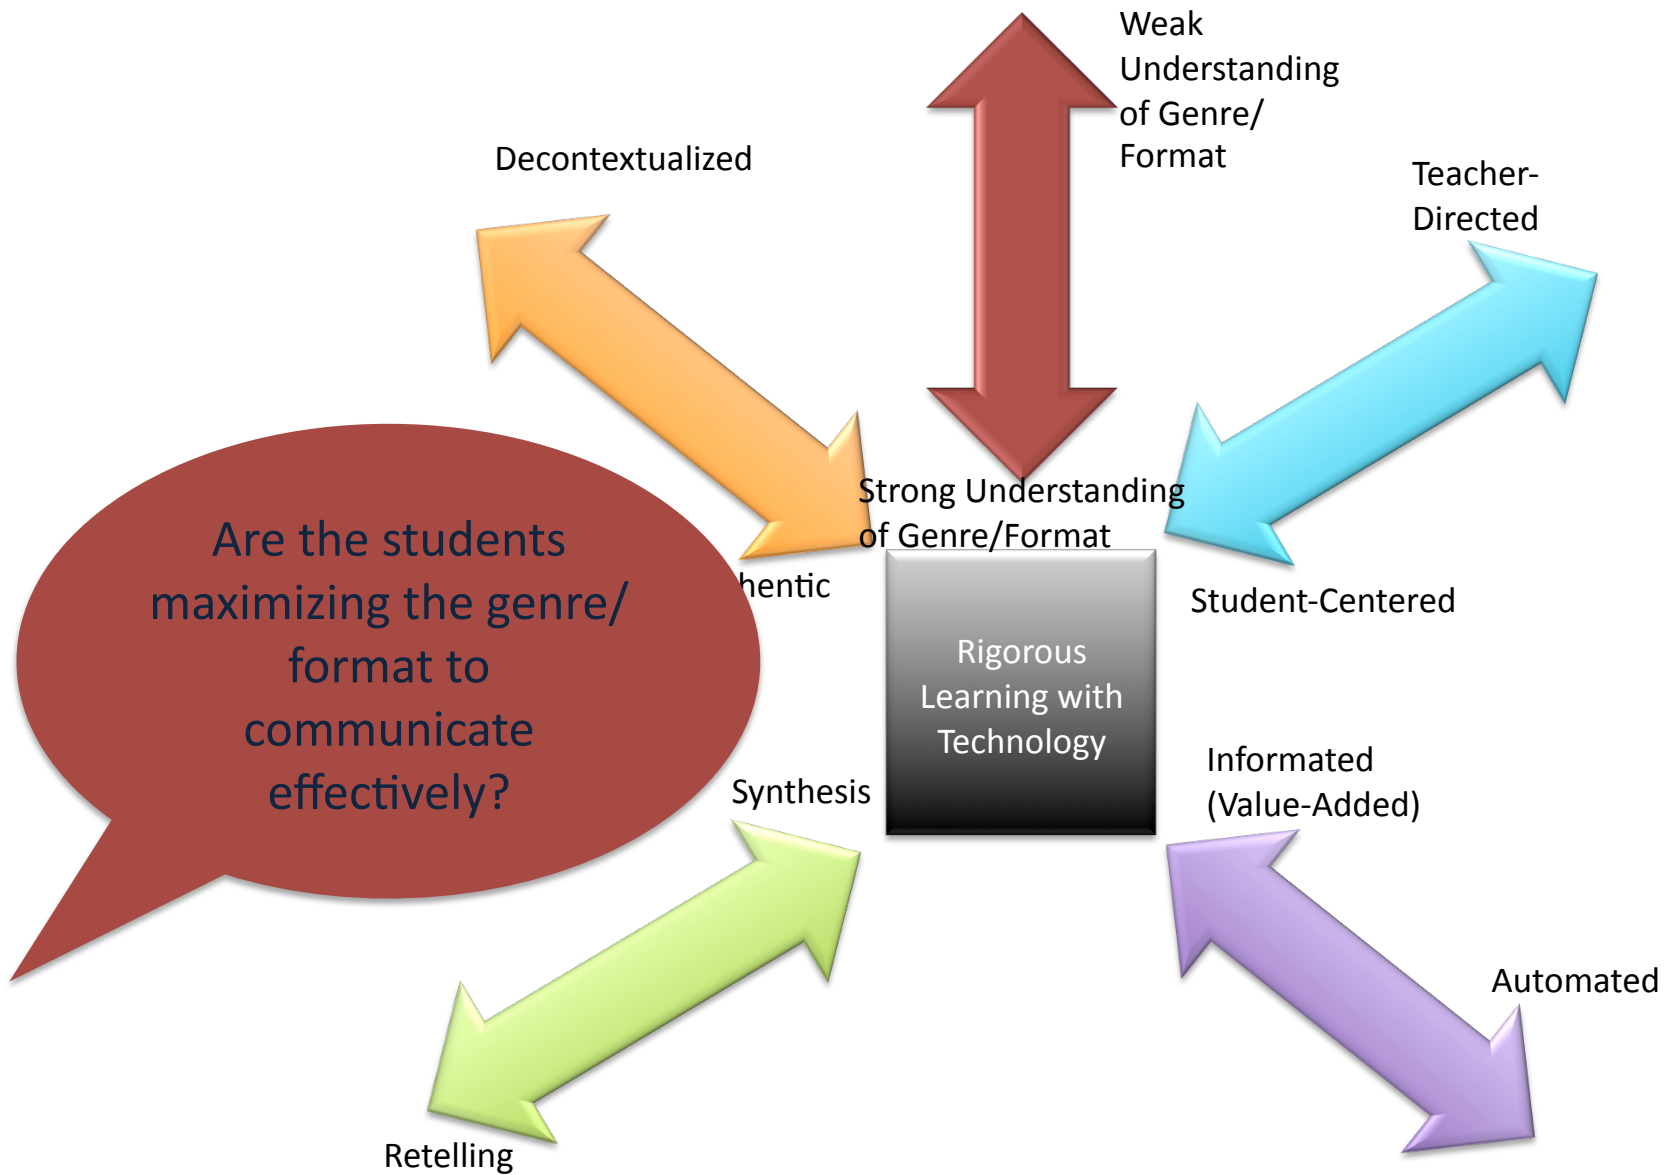 Weak
Understanding
of Genre/
Format
Decontextualized
Teacher-
Directed
Strong Understanding
of Genre/Format
Are the students
maximizing the genre/
format to
communicate
effectively?
hentic
Student-Centered
Rigorous
Learning with
Technology
Synthesis
Informated
(Value-Added)
Automated
Retelling